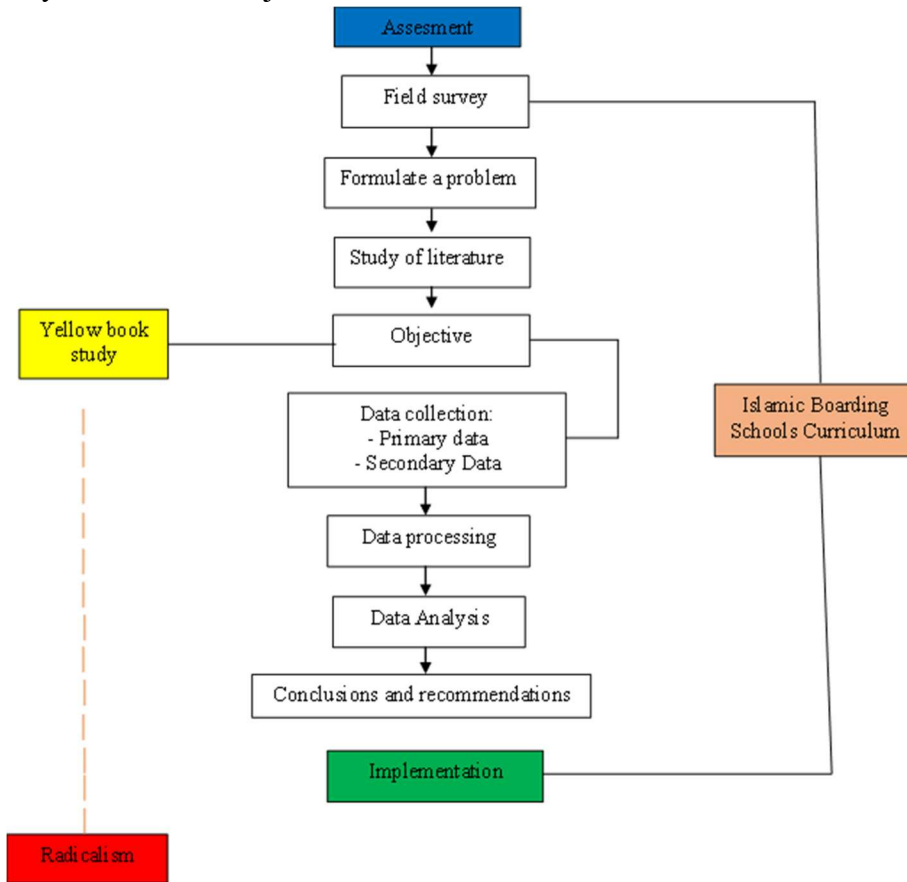 Assesment
Field survey
Formulate a problem
Study of literature
Yellow book
study
Objective
Data collection:
- Primary data
- Secondary Data
Islamic Boarding
Schools Curriculum
Data processing
Data Analysis
Conclusions and recommendations
Implementation
Radicalism